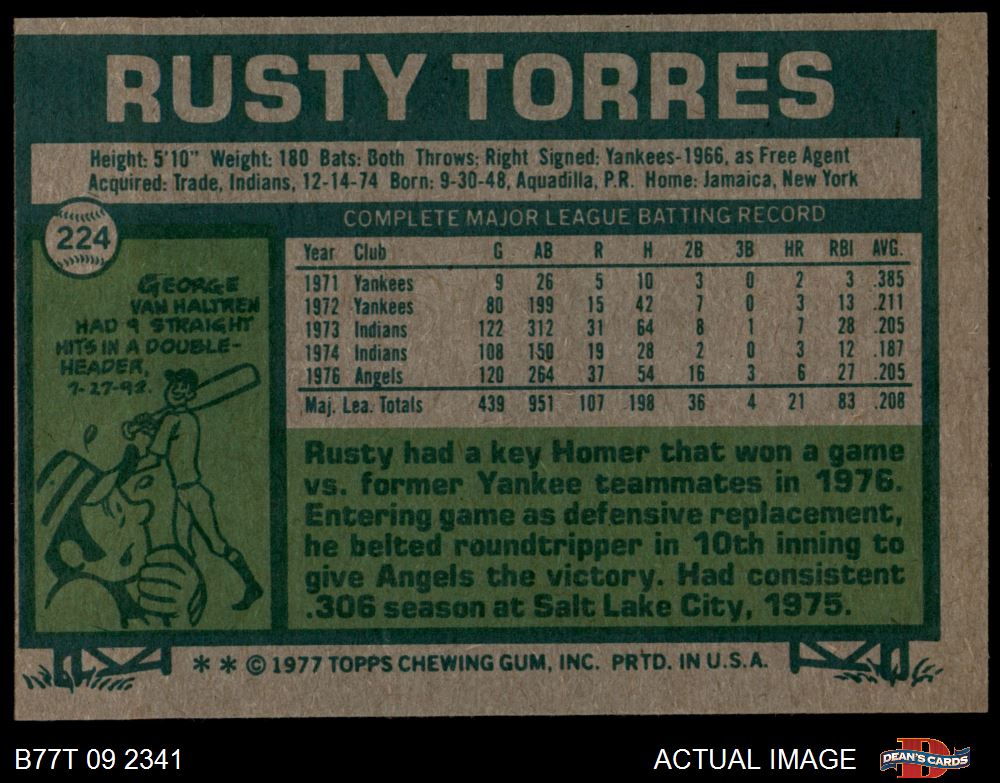 RUSTY TORRES
Height: 5'10" Weight: 180 Bats: Both Throws: Right Signed: Yankees-1966, as Free Agent
Acquired: Trade, Indians, 12-14-74 Born: 9-30-48, Aquadilla, P.R. Home: Jamaica, New York
224
GEORGE
VAN HALTREN
HAD 9 STRAIGHT
HITS IN A DOUBLE-
HEADER,
7-27-92.
COMPLETE MAJOR LEAGUE BATTING RECORD
Year Club G AB R H 2B 3B HR RBI AVG.
1971 Yankees 9 26 5 10 3 0 2 3 .385
1972 Yankees 80 199 15 42 7 0 3 13 .211
1973 Indians 122 312 31 64 8 1 7 28 .205
1974 Indians 108 150 19 28 2 0 3 12 .187
1976 Angels 120 264 37 54 16 3 6 27 .205
Maj. Lea. Totals 439 951 107 198 36 4 21 83 .208
Rusty had a key Homer that won a game
vs. former Yankee teammates in 1976.
Entering game as defensive replacement,
he belted roundtripper in 10th inning to
give Angels the victory. Had consistent
.306 season at Salt Lake City, 1975.
* * © 1977 TOPPS CHEWING GUM, INC. PRTD. IN U.S.A.
B77T 09 2341 ACTUAL IMAGE DEAN'S CARDS